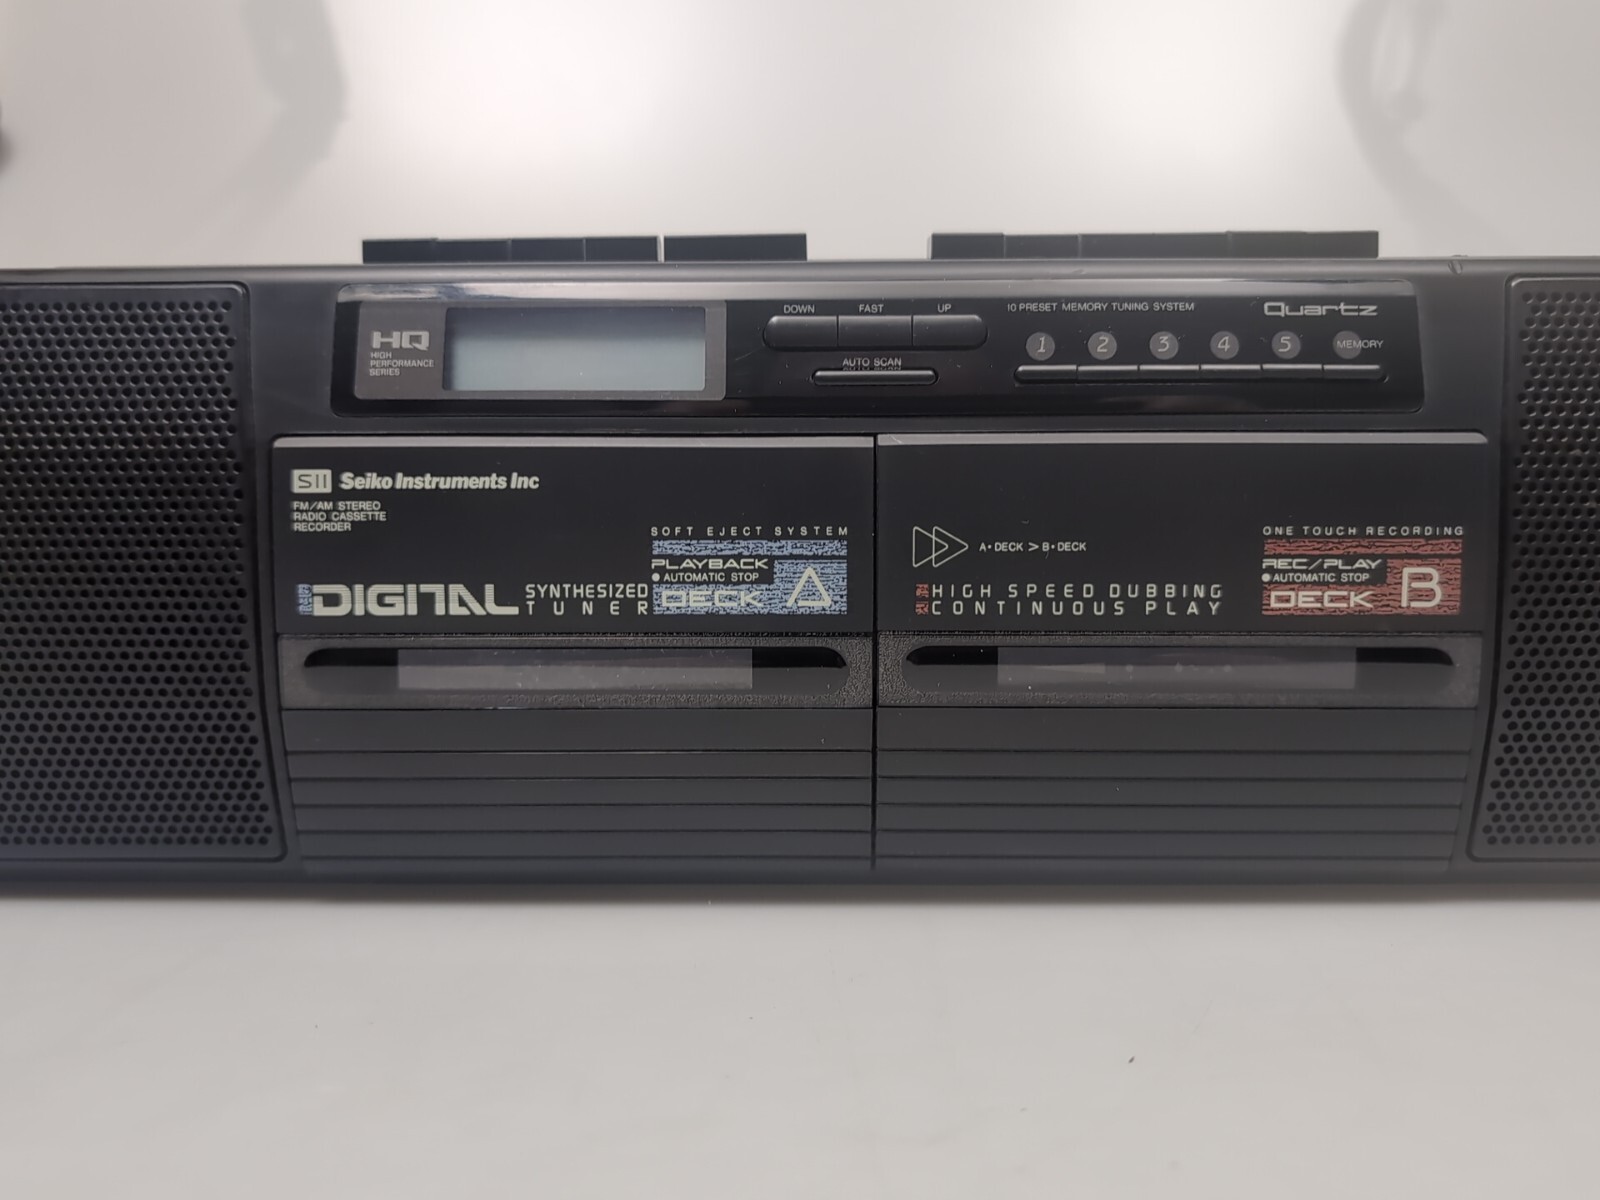 HQ
HIGH
PERFORMANCE
SERIES
DOWN FAST UP
AUTO SCAN
10 PRESET MEMORY TUNING SYSTEM
Quartz
1 2 3 4 5 MEMORY
SII Seiko Instruments Inc
FM/AM STEREO
RADIO CASSETTE
RECORDER
DIGITAL SYNTHESIZED
TUNER
SOFT EJECT SYSTEM
PLAYBACK
AUTOMATIC STOP
DECK A
A•DECK > B•DECK
HIGH SPEED DUBBING
CONTINUOUS PLAY
ONE TOUCH RECORDING
REC/PLAY
AUTOMATIC STOP
DECK B